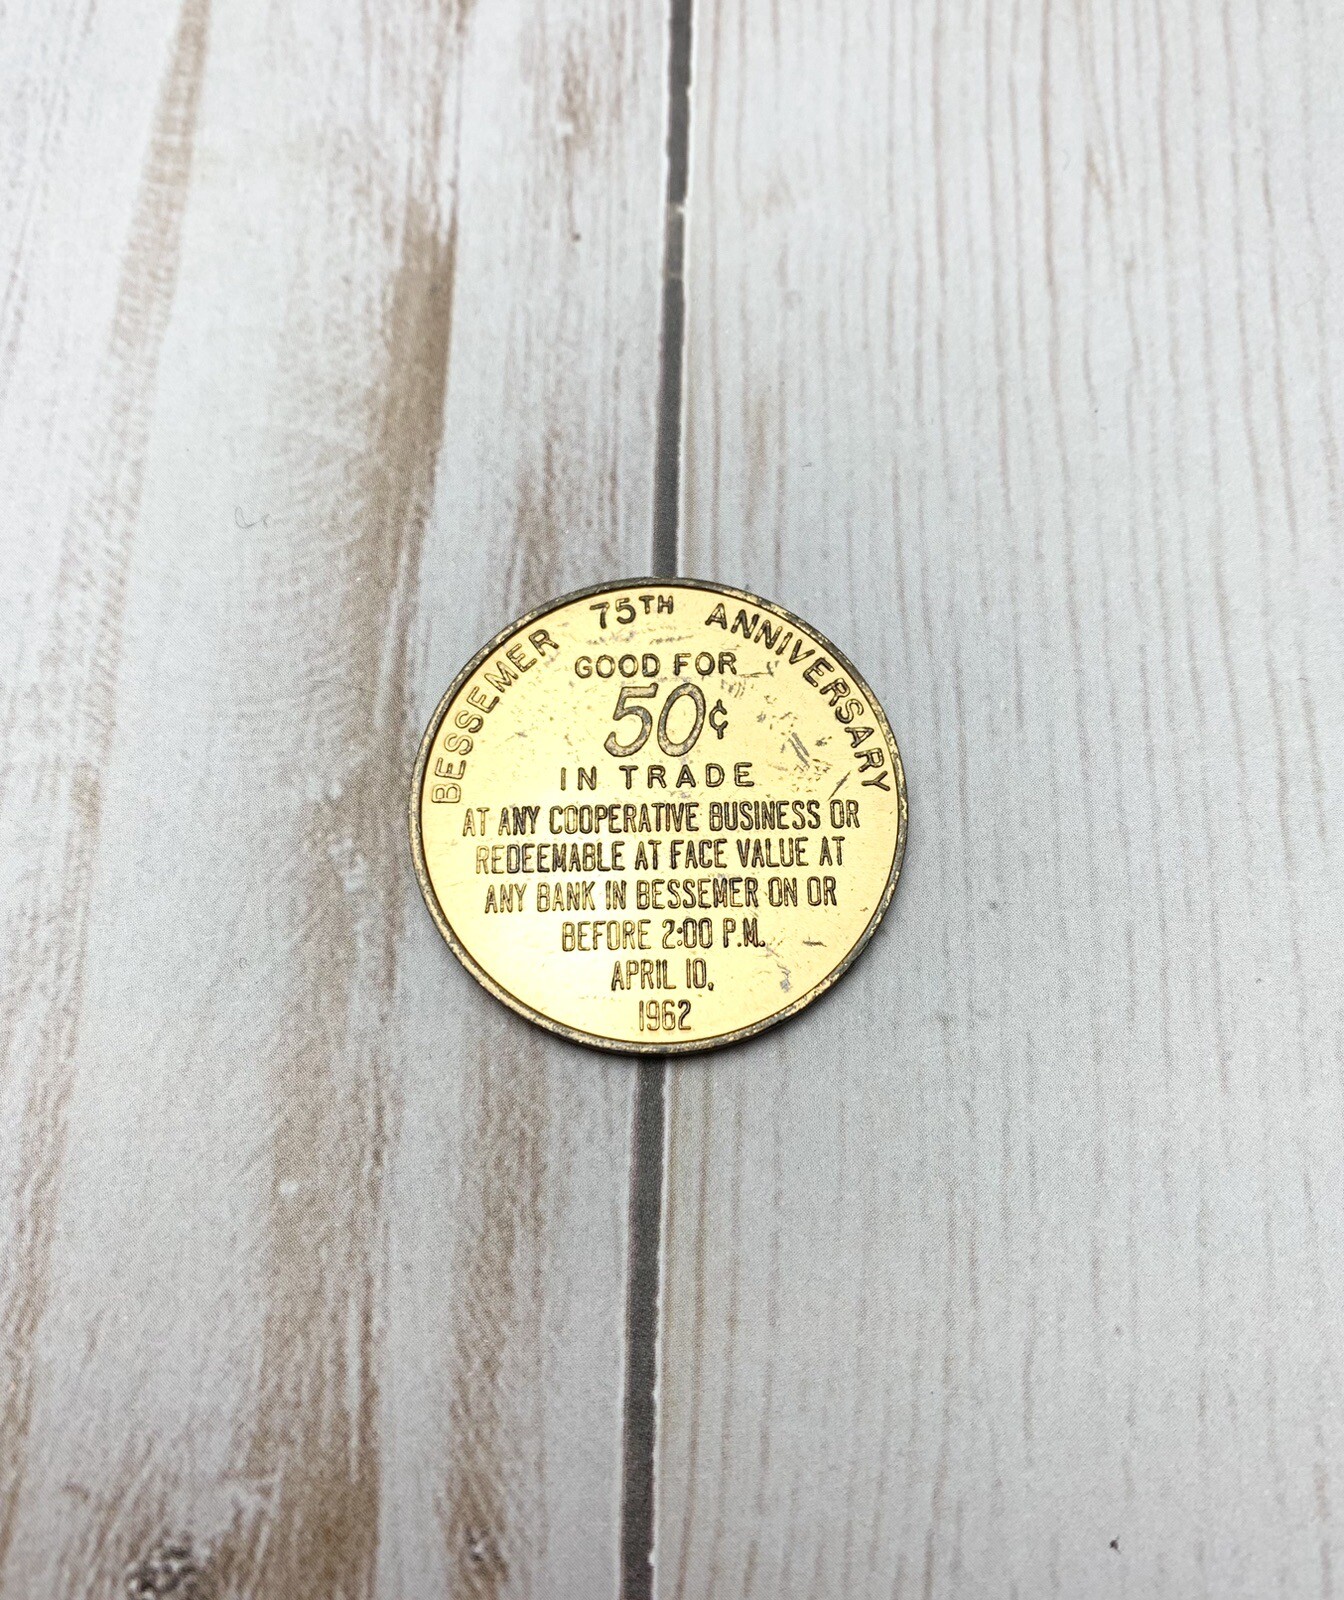 BESSEMER 75TH ANNIVERSARY
GOOD FOR
50¢
IN TRADE
AT ANY COOPERATIVE BUSINESS OR
REDEEMABLE AT FACE VALUE AT
ANY BANK IN BESSEMER ON OR
BEFORE 2:00 P.M.
APRIL 10,
1962